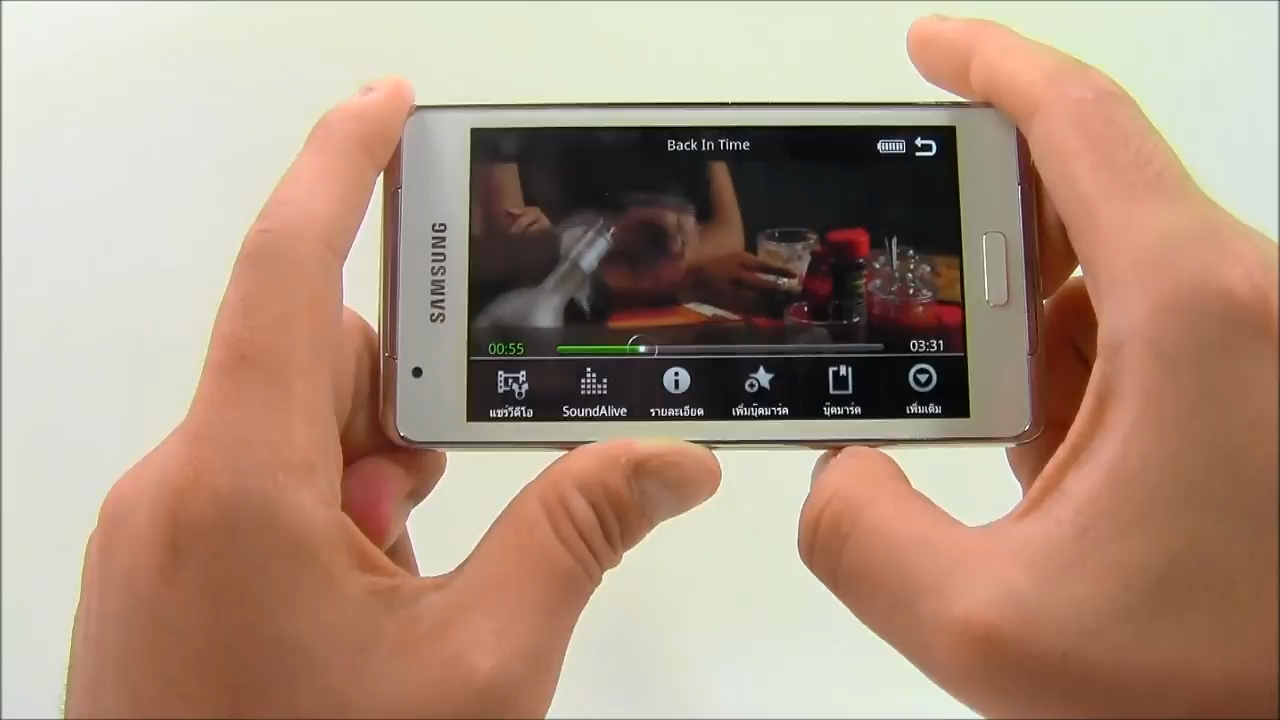 Back In Time
SAMSUNG
00:55
03:31
แชร์วิดีโอ
SoundAlive
รายละเอียด
เพิ่มบุ๊คมาร์ค
บุ๊คมาร์ค
เพิ่มเติม